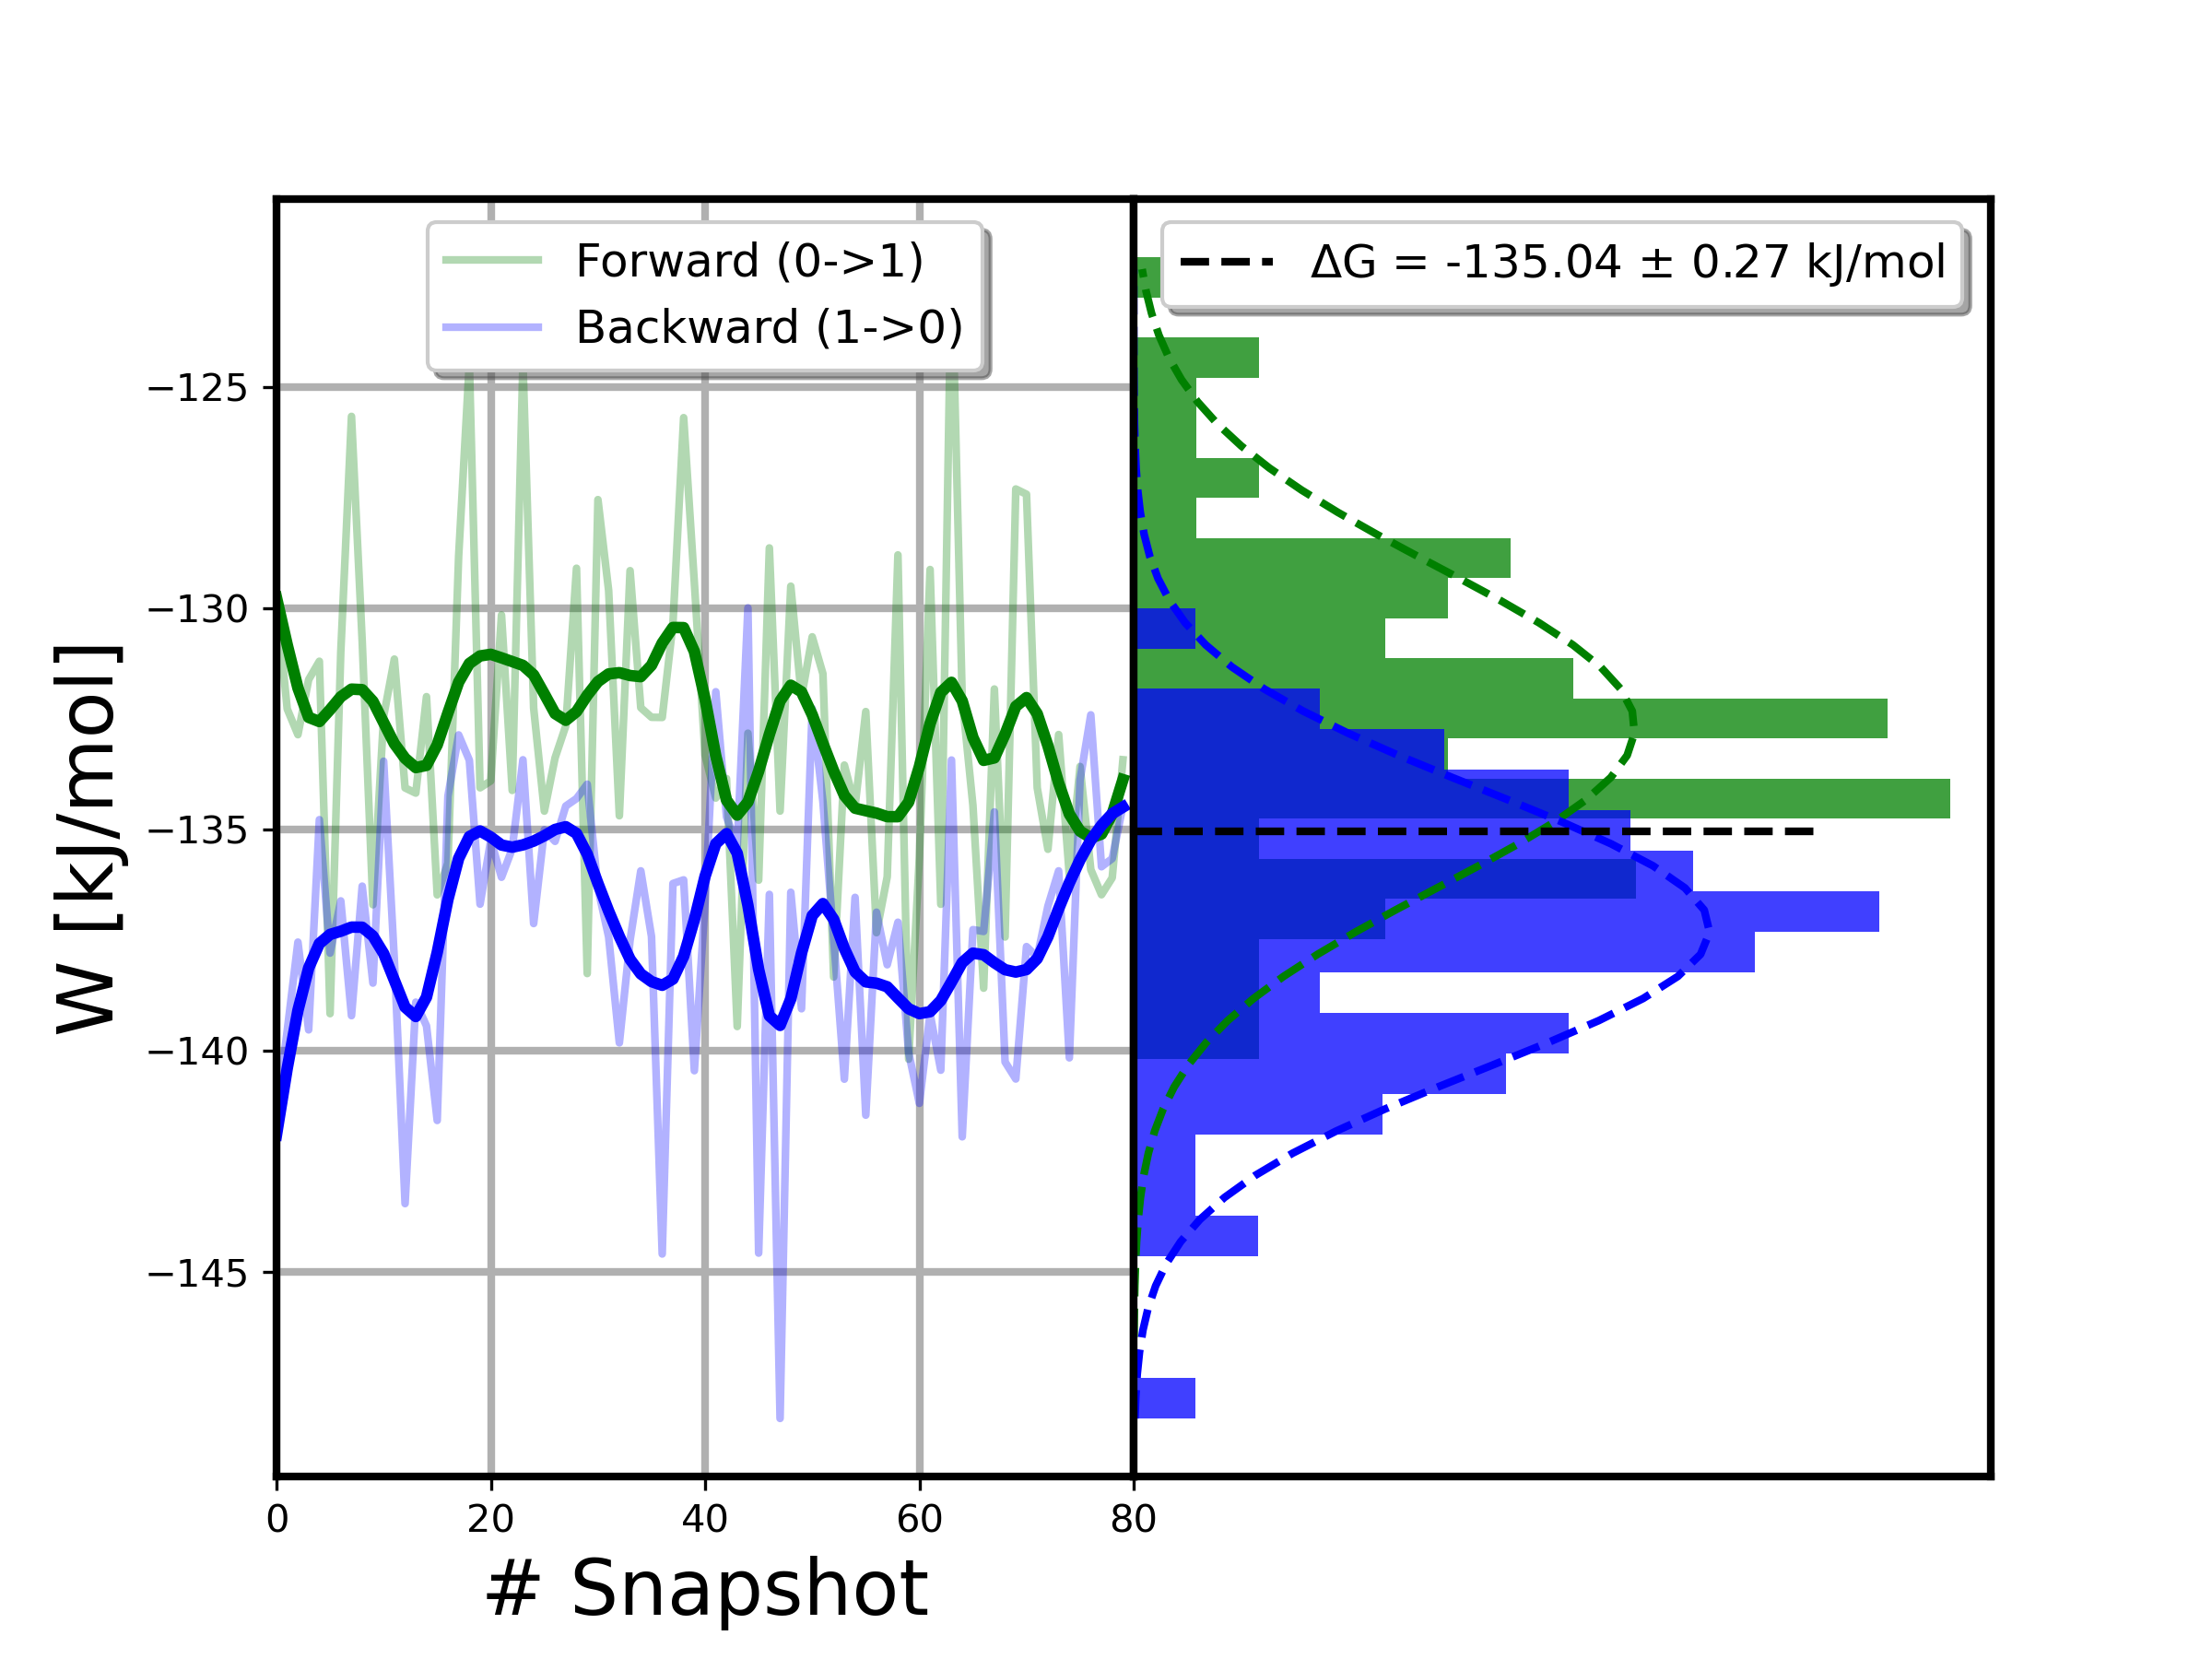 Forward (0->1)
Backward (1->0)
ΔG = -135.04 ± 0.27 kJ/mol
W [kJ/mol]
−125
−130
−135
−140
−145
0 20 40 60 80
# Snapshot